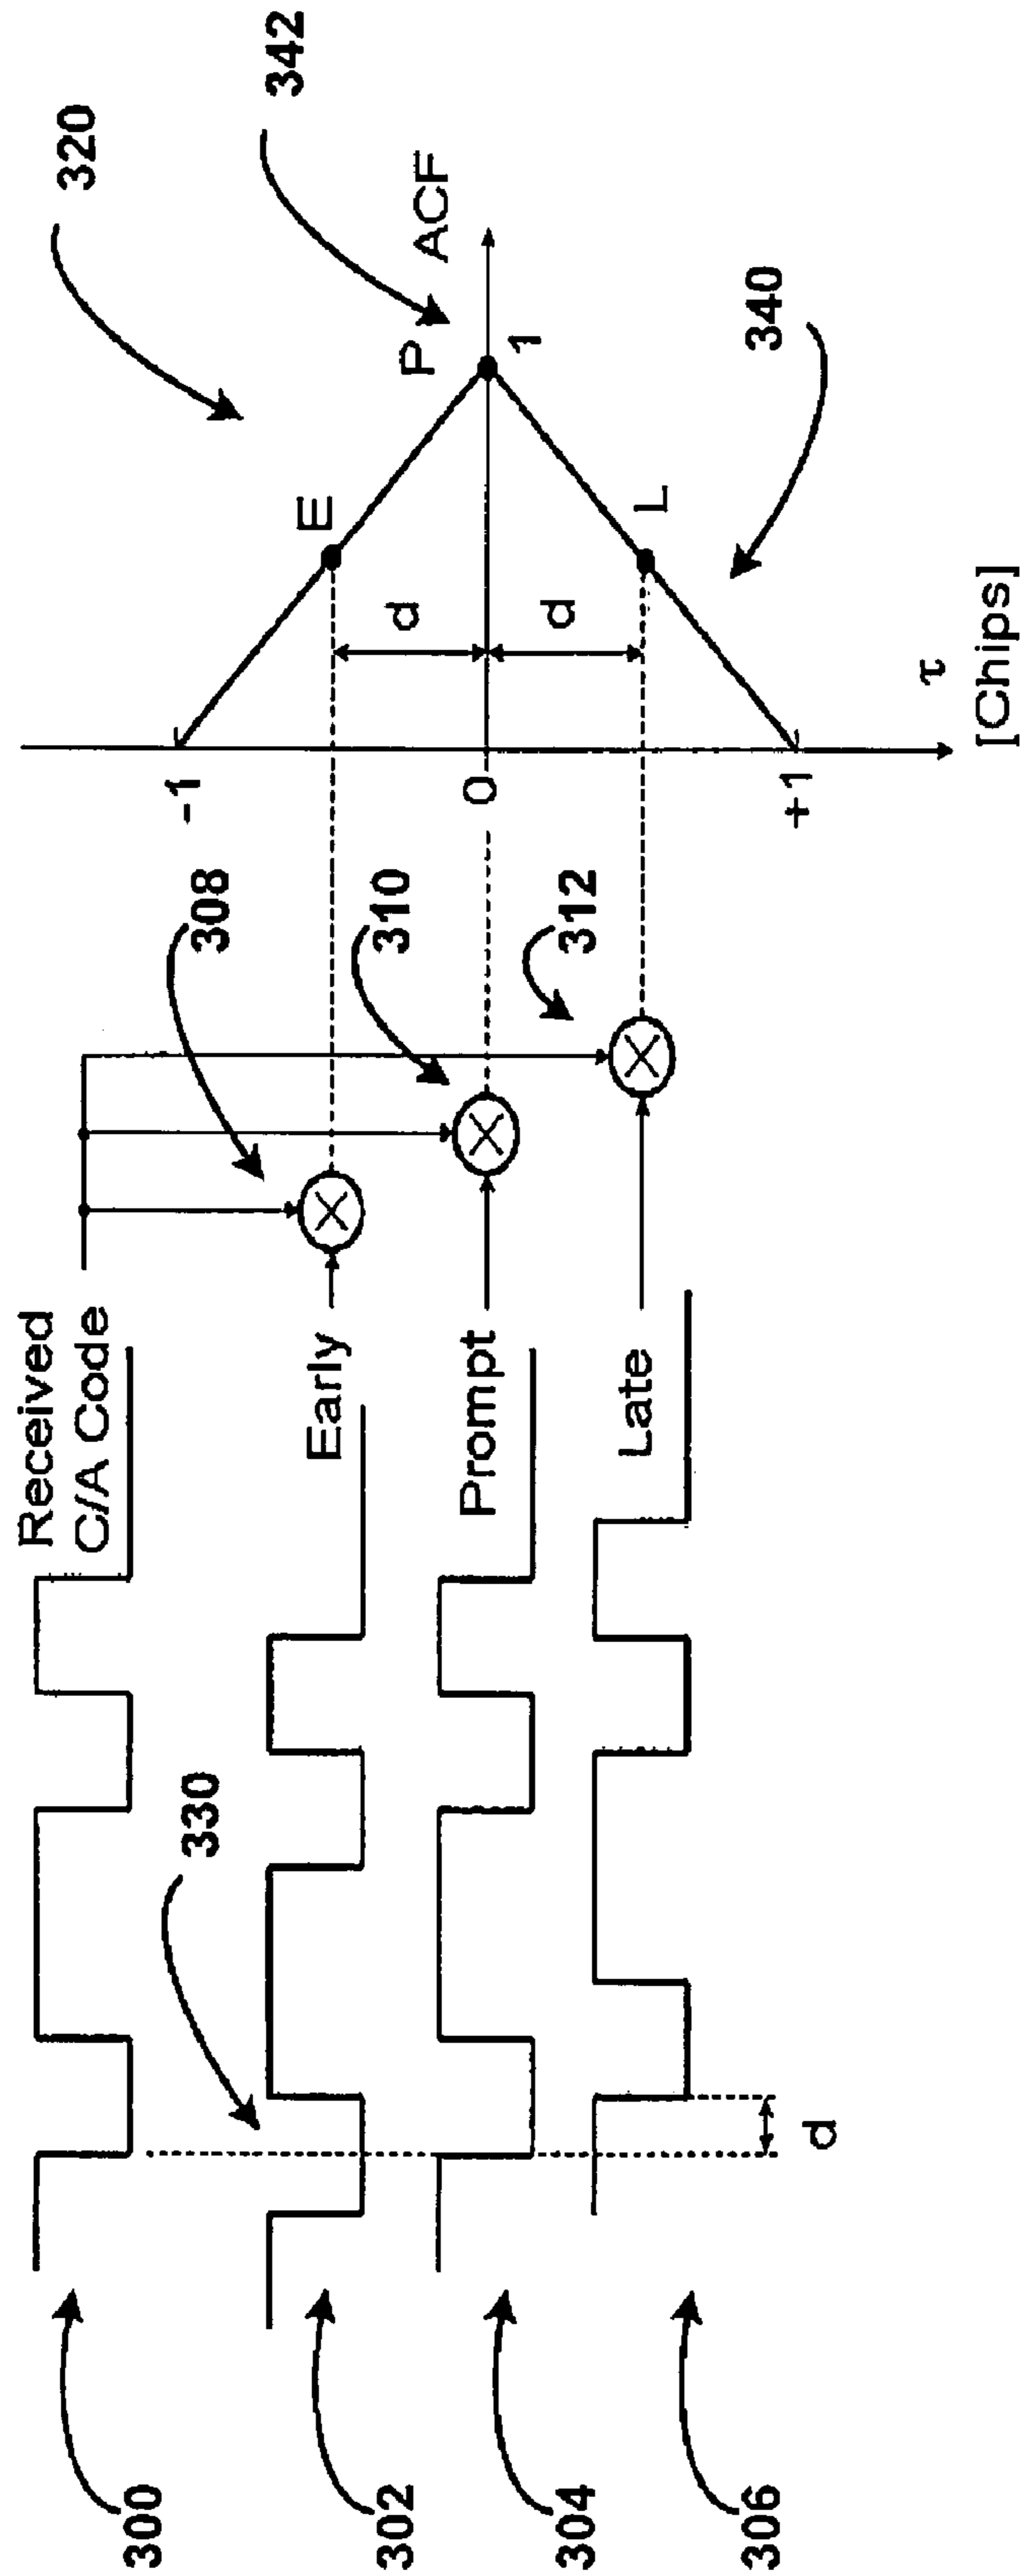 300
302
304
306
Received
C/A Code
Early
Prompt
Late
330
d
308
310
312
-1
0
+1
E
P
L
d
d
1
ACF
τ
[Chips]
320
342
340